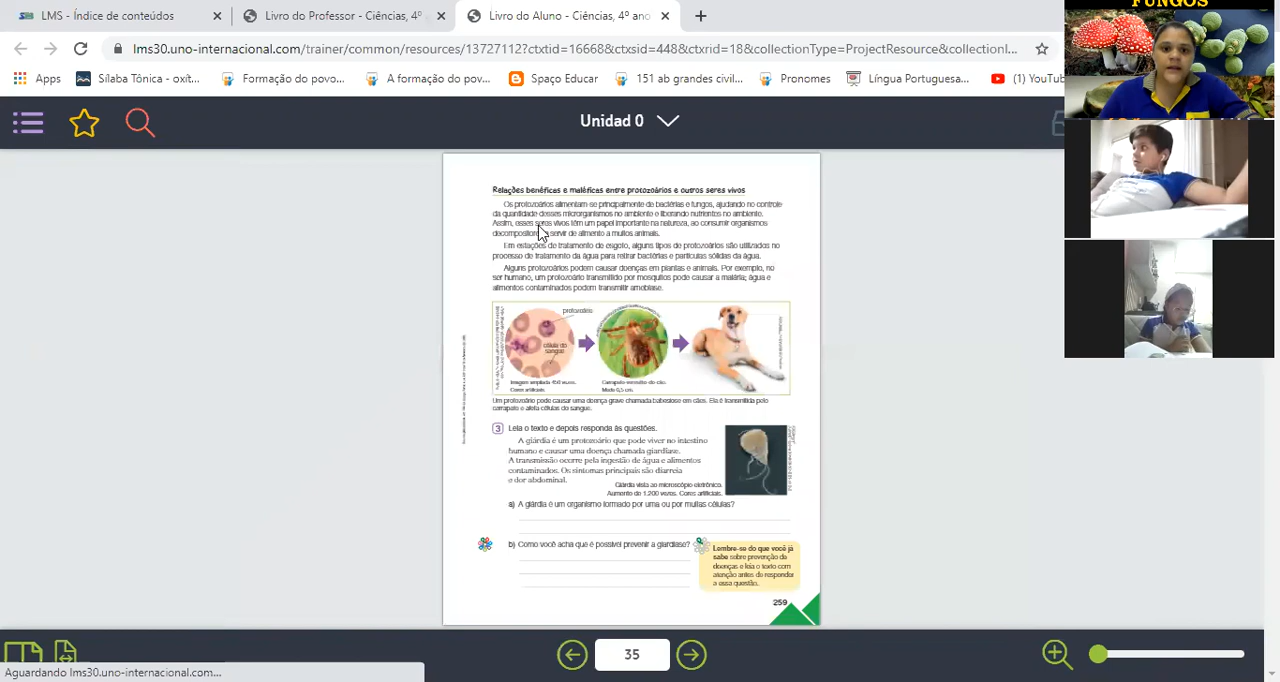 LMS - Índice de conteúdos
Livro do Professor - Ciências, 4º
Livro do Aluno - Ciências, 4º ano
FUNGOS
lms30.uno-internacional.com/trainer/common/resources/13727112?ctxtid=16668&ctxsid=448&ctxrid=18&collectionType=ProjectResource&collectionI...
Apps
Sílaba Tônica - oxít...
Formação do povo...
A formação do pov...
Spaço Educar
151 ab grandes civil...
Pronomes
Língua Portuguesa...
(1) YouTub
Unidad 0
Relações benéficas e maléficas entre protozoários e outros seres vivos
Os protozoários alimentam-se principalmente de bactérias e fungos, ajudando no controle
da quantidade desses microrganismos no ambiente e liberando nutrientes no ambiente.
Assim, esses seres vivos têm um papel importante na natureza, ao consumir organismos
decompositores servir de alimento a muitos animais.
Em estações de tratamento de esgoto, alguns tipos de protozoários são utilizados no
processo de tratamento da água para retirar bactérias e partículas sólidas da água.
Alguns protozoários podem causar doenças em plantas e animais. Por exemplo, no
ser humano, um protozoário transmitido por mosquitos pode causar a malária; água e
alimentos contaminados podem transmitir amebíase.
protozoário
célula do
sangue
Imagem ampliada 450 vezes.
Cores artificiais.
Carrapato-vermelho-do-cão.
Mede 0,5 cm.
Um protozoário pode causar uma doença grave chamada babesiose em cães. Ela é transmitida pelo
carrapato e afeta células do sangue.
3 Leia o texto e depois responda às questões.
A giárdia é um protozoário que pode viver no intestino
humano e causar uma doença chamada giardíase.
A transmissão ocorre pela ingestão de água e alimentos
contaminados. Os sintomas principais são diarreia
e dor abdominal.
Giárdia vista ao microscópio eletrônico.
Aumento de 1.200 vezes. Cores artificiais.
a) A giárdia é um organismo formado por uma ou por muitas células?
b) Como você acha que é possível prevenir a giardíase?
Lembre-se do que você já
sabe sobre prevenção de
doenças e leia o texto com
atenção antes de responder
a essa questão.
259
35
Aguardando lms30.uno-internacional.com...